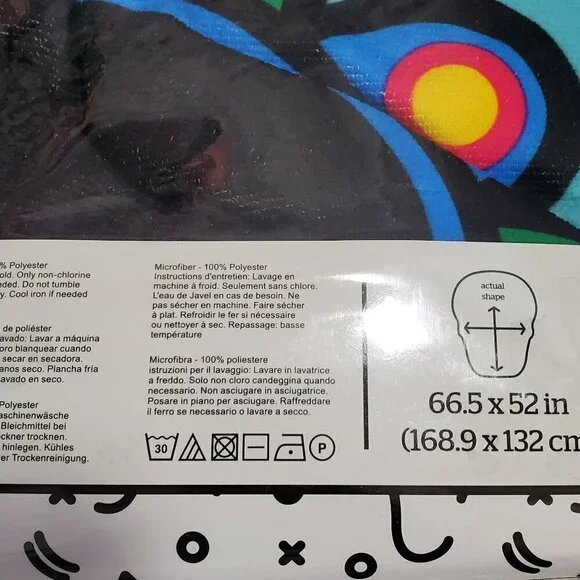 % Polyester
old. Only non-chlorine
eded. Do not tumble
y. Cool iron if needed
de poliéster
avado: Lavar a máquina
oro blanquear cuando
secar en secadora.
anos seco. Plancha fria
avado en seco.
Polyester
aschinenwäsche
Bleichmittel bei
ockner trocknen.
hinlegen. Kühles
er Trockenreinigung.
Microfiber - 100% Polyester
Instructions d'entretien: Lavage en
machine à froid. Seulement sans chlore.
L'eau de Javel en cas de besoin. Ne
pas sécher en machine. Faire sécher
à plat. Refroidir le fer si nécessaire
ou nettoyer à sec. Repassage: basse
température
Microfibra - 100% poliestere
istruzioni per il lavaggio: Lavare in lavatrice
a freddo. Solo non cloro candeggina quando
necessario. Non asciugare in asciugatrice.
Posare in piano per asciugare. Raffreddare
il ferro se necessario o lavare a secco.
30
P
actual
shape
66.5 x 52 in
(168.9 x 132 cm